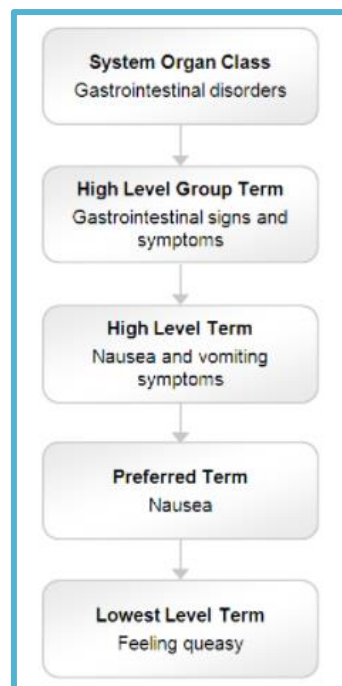 System Organ Class
Gastrointestinal disorders
High Level Group Term
Gastrointestinal signs and
symptoms
High Level Term
Nausea and vomiting
symptoms
Preferred Term
Nausea
Lowest Level Term
Feeling queasy